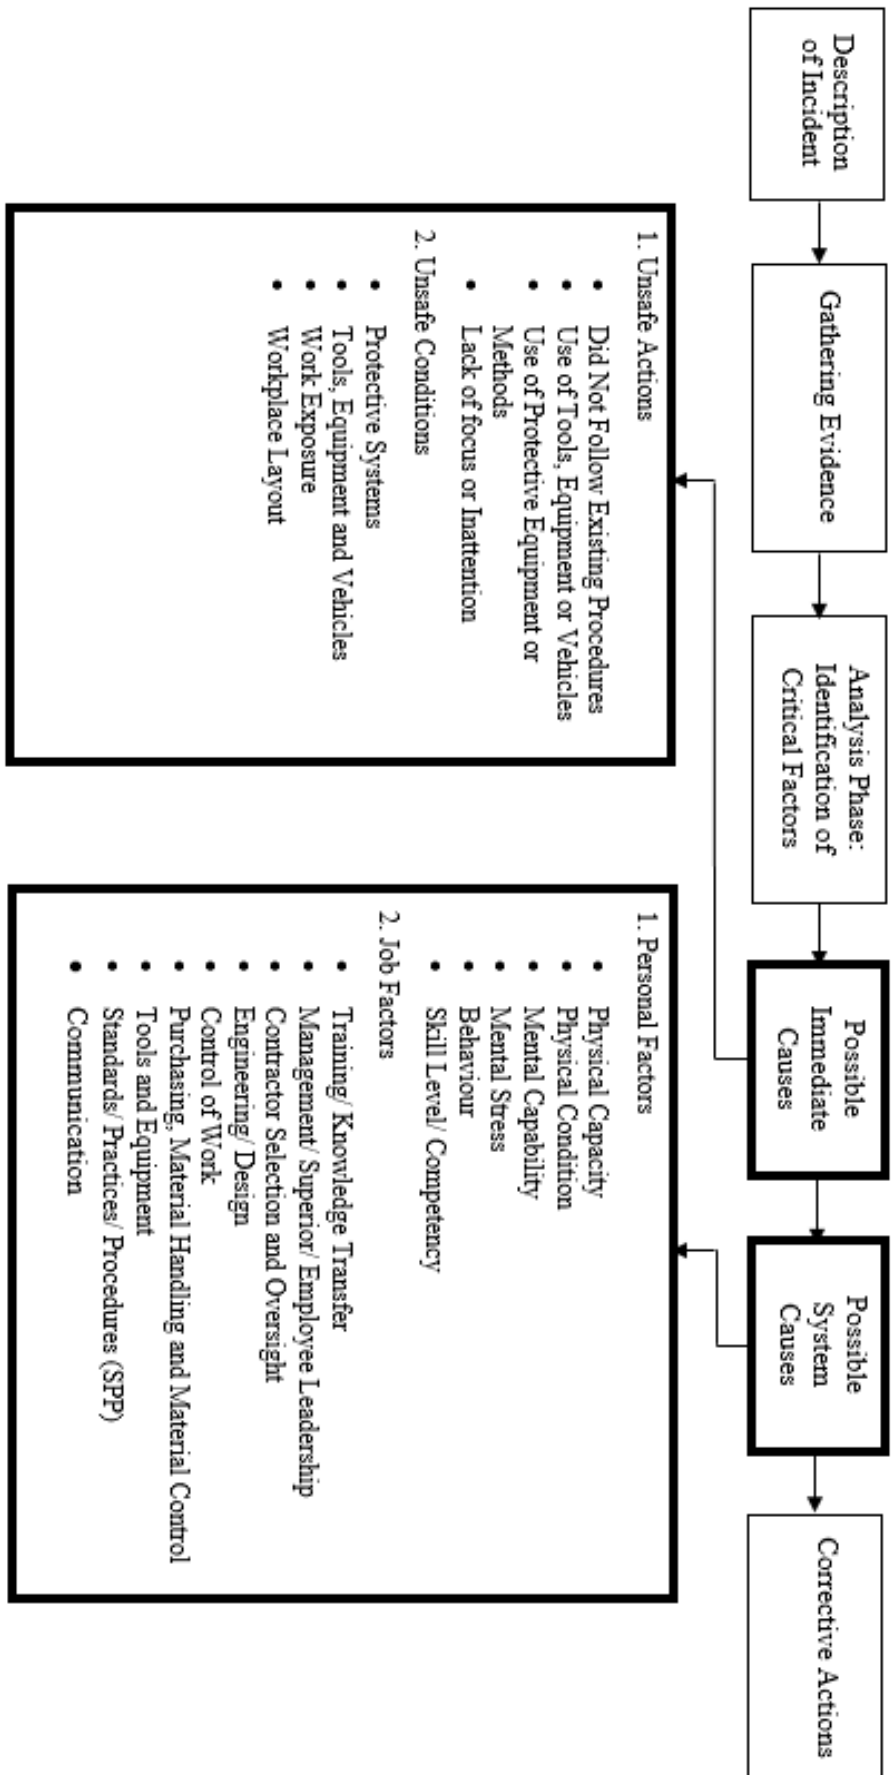 Description
of Incident
Gathering Evidence
Analysis Phase:
Identification of
Critical Factors
Possible
Immediate
Causes
Possible
System
Causes
Corrective Actions
1. Unsafe Actions
• Did Not Follow Existing Procedures
• Use of Tools, Equipment or Vehicles
• Use of Protective Equipment or
Methods
• Lack of focus or Inattention
2. Unsafe Conditions
• Protective Systems
• Tools, Equipment and Vehicles
• Work Exposure
• Workplace Layout
1. Personal Factors
• Physical Capacity
• Physical Condition
• Mental Capability
• Mental Stress
• Behaviour
• Skill Level/ Competency
2. Job Factors
• Training/ Knowledge Transfer
• Management/ Superior/ Employee Leadership
• Contractor Selection and Oversight
• Engineering/ Design
• Control of Work
• Purchasing, Material Handling and Material Control
• Tools and Equipment
• Standards/ Practices/ Procedures (SPP)
• Communication